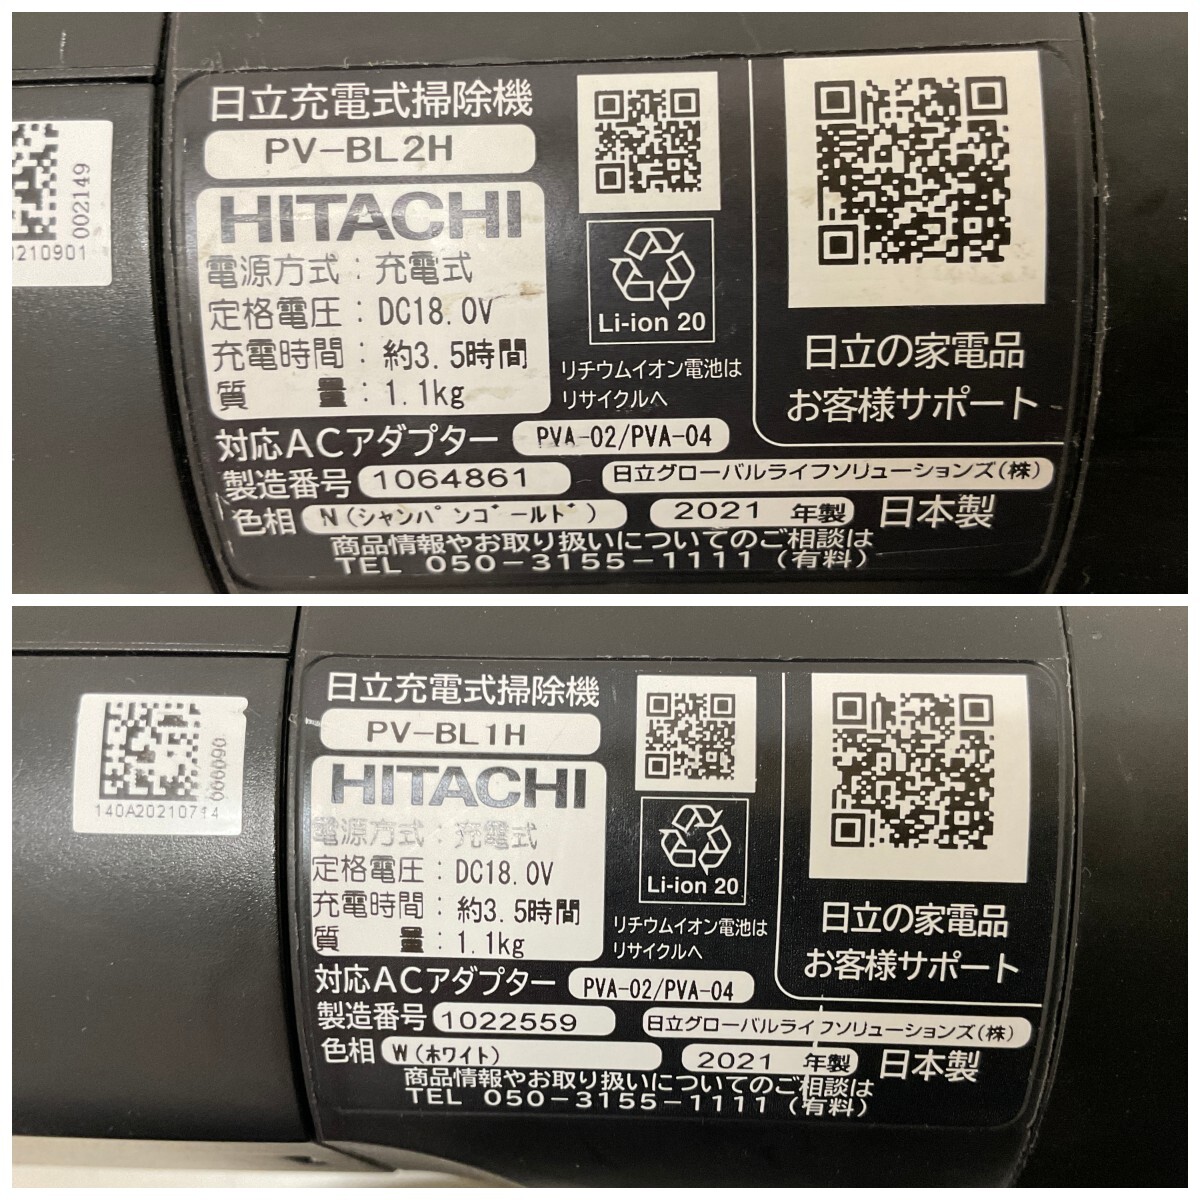 002149
210901
日立充電式掃除機
PV-BL2H
HITACHI
電源方式：充電式
定格電圧：DC18.0V
充電時間：約3.5時間
質　　量：1.1kg
Li-ion 20
リチウムイオン電池は
リサイクルへ
日立の家電品
お客様サポート
対応ACアダプター PVA-02/PVA-04
製造番号 1064861 日立グローバルライフソリューションズ(株)
色相 N(シャンパンゴールド) 2021 年製 日本製
商品情報やお取り扱いについてのご相談は
TEL 050-3155-1111（有料）
000090
140A20210714
日立充電式掃除機
PV-BL1H
HITACHI
電源方式：充電式
定格電圧：DC18.0V
充電時間：約3.5時間
質　　量：1.1kg
Li-ion 20
リチウムイオン電池は
リサイクルへ
日立の家電品
お客様サポート
対応ACアダプター PVA-02/PVA-04
製造番号 1022559 日立グローバルライフソリューションズ(株)
色相 W(ホワイト) 2021 年製 日本製
商品情報やお取り扱いについてのご相談は
TEL 050-3155-1111（有料）